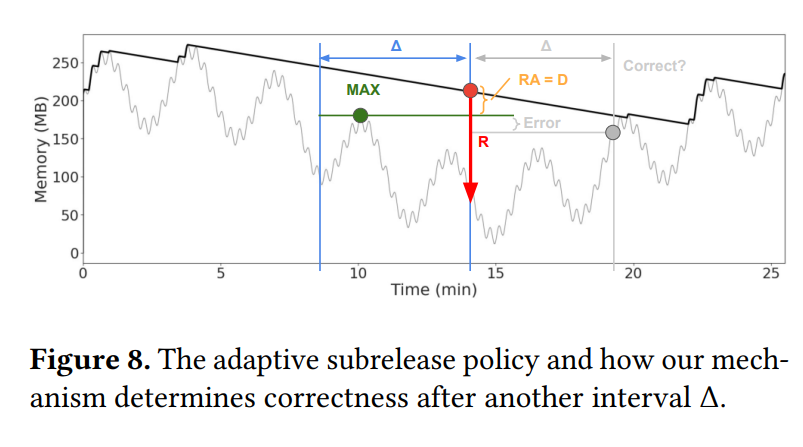 Δ
Δ
Correct?
MAX
RA = D
Error
R
Memory (MB)
250
200
150
100
50
0
0
5
10
15
20
25
Time (min)
Figure 8. The adaptive subrelease policy and how our mech-
anism determines correctness after another interval Δ.